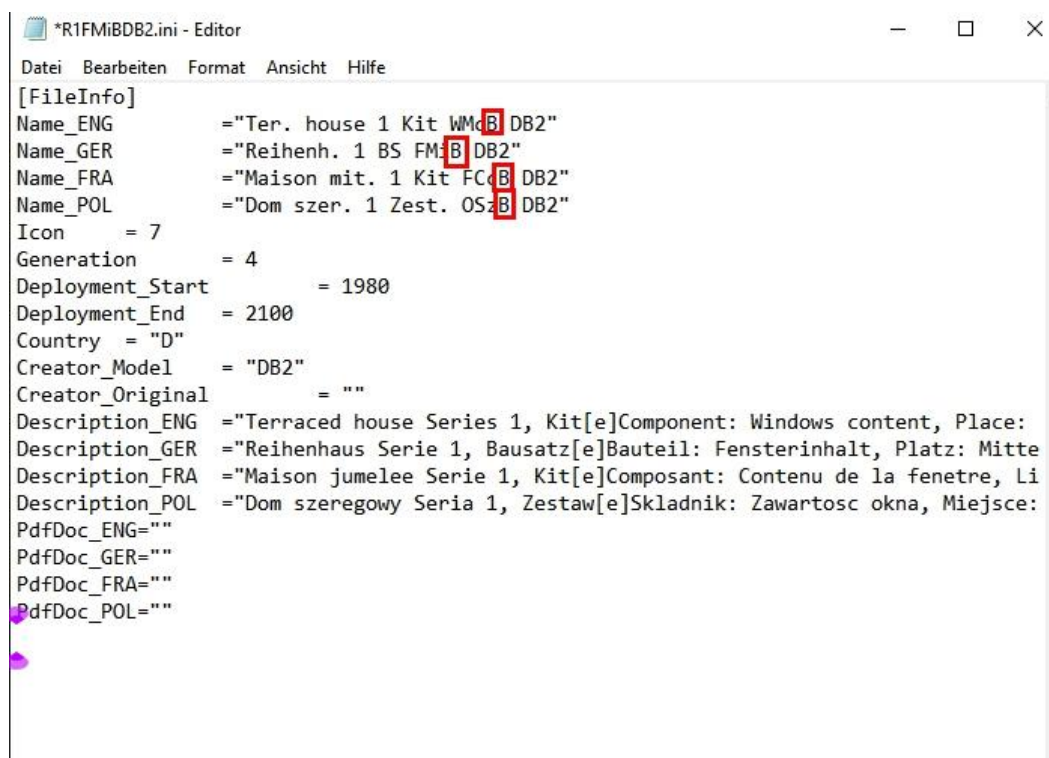 *R1FMiBDB2.ini - Editor
Datei Bearbeiten Format Ansicht Hilfe
[FileInfo]
Name_ENG ="Ter. house 1 Kit WMcB DB2"
Name_GER ="Reihenh. 1 BS FMiB DB2"
Name_FRA ="Maison mit. 1 Kit FCcB DB2"
Name_POL ="Dom szer. 1 Zest. OSzB DB2"
Icon = 7
Generation = 4
Deployment_Start = 1980
Deployment_End = 2100
Country = "D"
Creator_Model = "DB2"
Creator_Original = ""
Description_ENG ="Terraced house Series 1, Kit[e]Component: Windows content, Place:
Description_GER ="Reihenhaus Serie 1, Bausatz[e]Bauteil: Fensterinhalt, Platz: Mitte
Description_FRA ="Maison jumelee Serie 1, Kit[e]Composant: Contenu de la fenetre, Li
Description_POL ="Dom szeregowy Seria 1, Zestaw[e]Skladnik: Zawartosc okna, Miejsce:
PdfDoc_ENG=""
PdfDoc_GER=""
PdfDoc_FRA=""
PdfDoc_POL=""